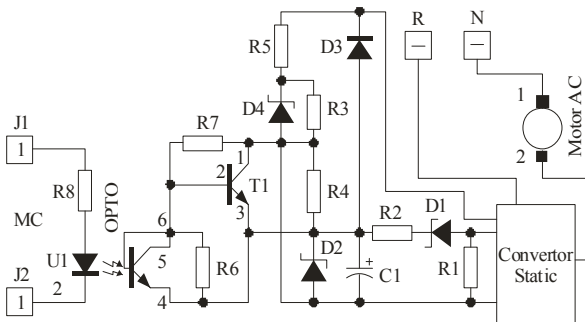 R N
R5 D3
J1 D4 R3 1
R7
1 1 2
R8 OPTO 2 T1 R4 Motor AC
MC 3
6 R2 D1
U1 5 D2
J2 R6 C1 + R1 Convertor
1 2 4 Static